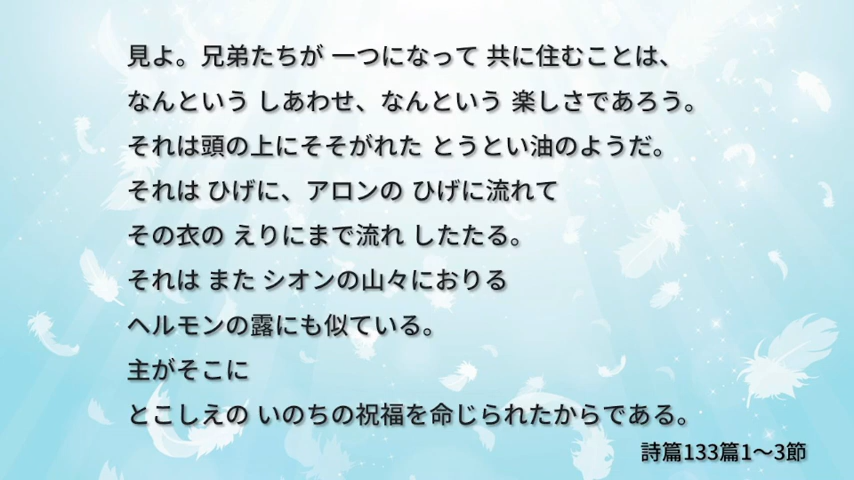 見よ。兄弟たちが 一つになって 共に住むことは、
なんという しあわせ、なんという 楽しさであろう。
それは頭の上にそそがれた とうとい油のようだ。
それは ひげに、アロンの ひげに流れて
その衣の えりにまで流れ したたる。
それは また シオンの山々におりる
ヘルモンの露にも似ている。
主がそこに
とこしえの いのちの祝福を命じられたからである。
詩篇133篇1〜3節